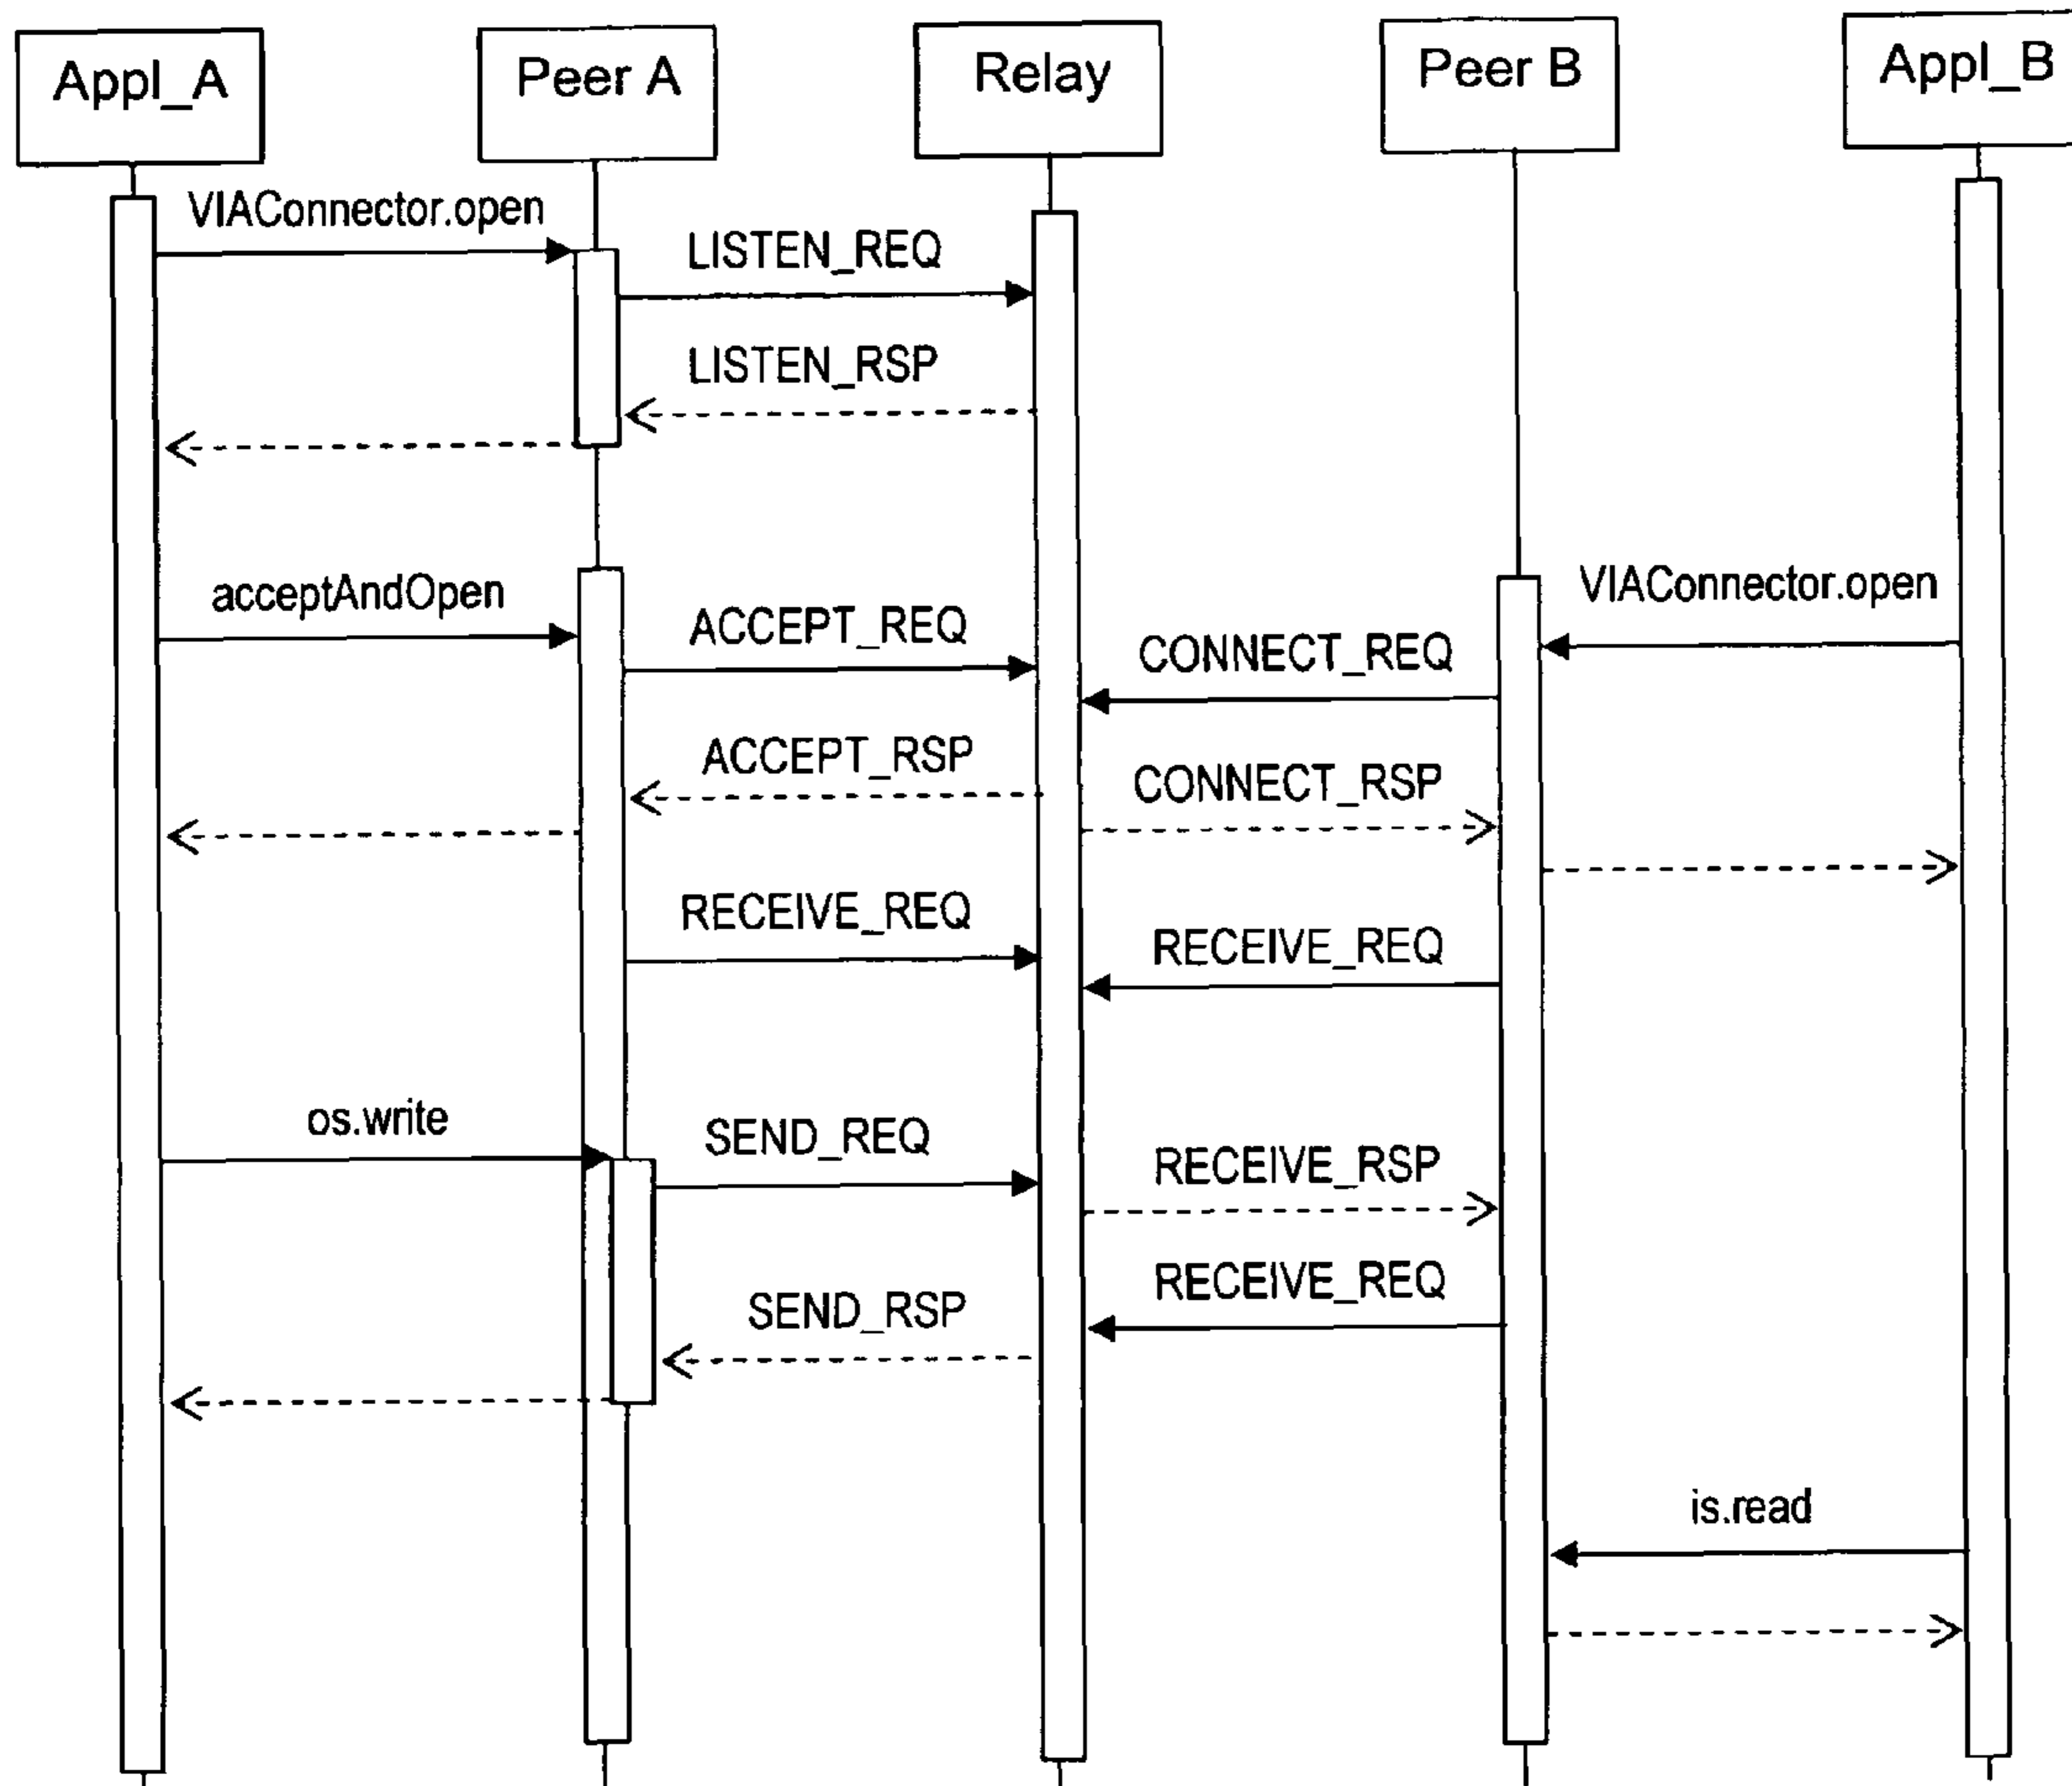 Appl_A
Peer A
Relay
Peer B
Appl_B
VIAConnector.open
LISTEN_REQ
LISTEN_RSP
acceptAndOpen
VIAConnector.open
ACCEPT_REQ
CONNECT_REQ
ACCEPT_RSP
CONNECT_RSP
RECEIVE_REQ
RECEIVE_REQ
os.write
SEND_REQ
RECEIVE_RSP
RECEIVE_REQ
SEND_RSP
is.read